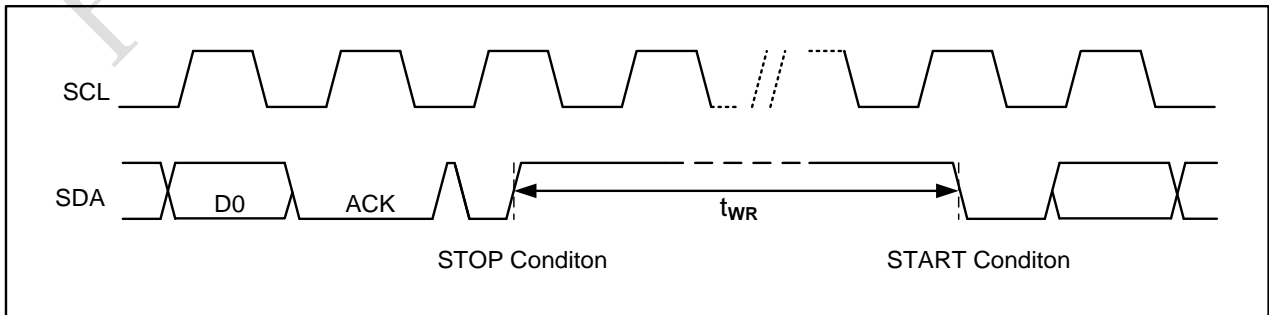 SCL
SDA
D0
ACK
tWR
STOP Conditon
START Conditon